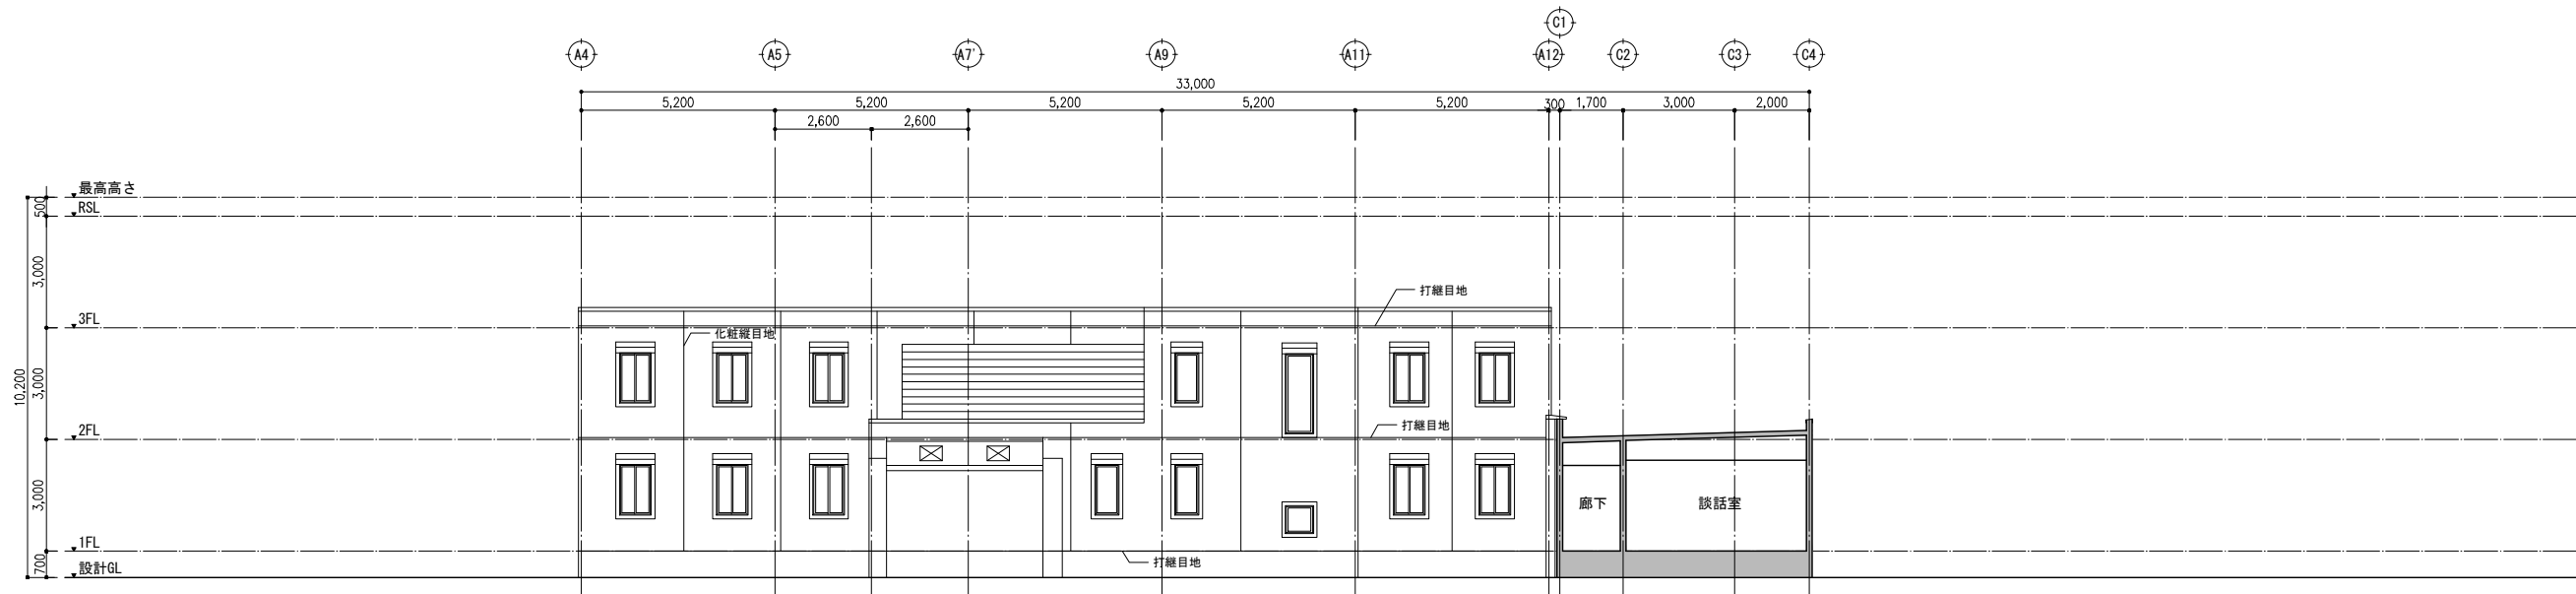 C1
A4 A5 A7' A9 A11 A12 C2 C3 C4
33,000
5,200 5,200 5,200 5,200 5,200 300 1,700 3,000 2,000
2,600 2,600
最高高さ
500
RSL
3,000
打継目地
3FL
化粧縦目地
10,200
3,000
打継目地
2FL
3,000
廊下 談話室
1FL
700
打継目地
設計GL